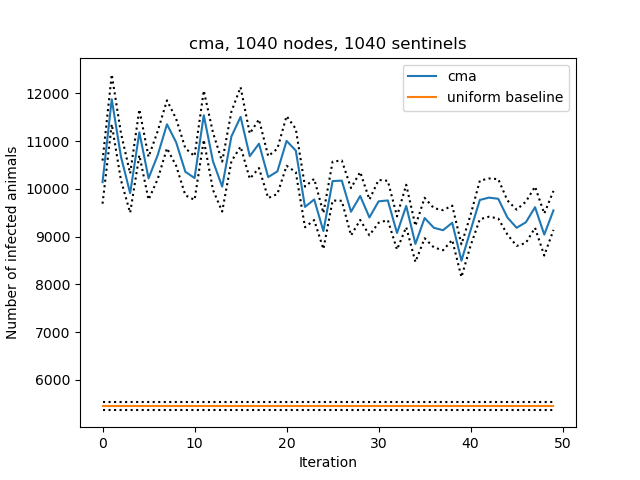 cma, 1040 nodes, 1040 sentinels
cma
uniform baseline
Number of infected animals
12000
11000
10000
9000
8000
7000
6000
0
10
20
30
40
50
Iteration